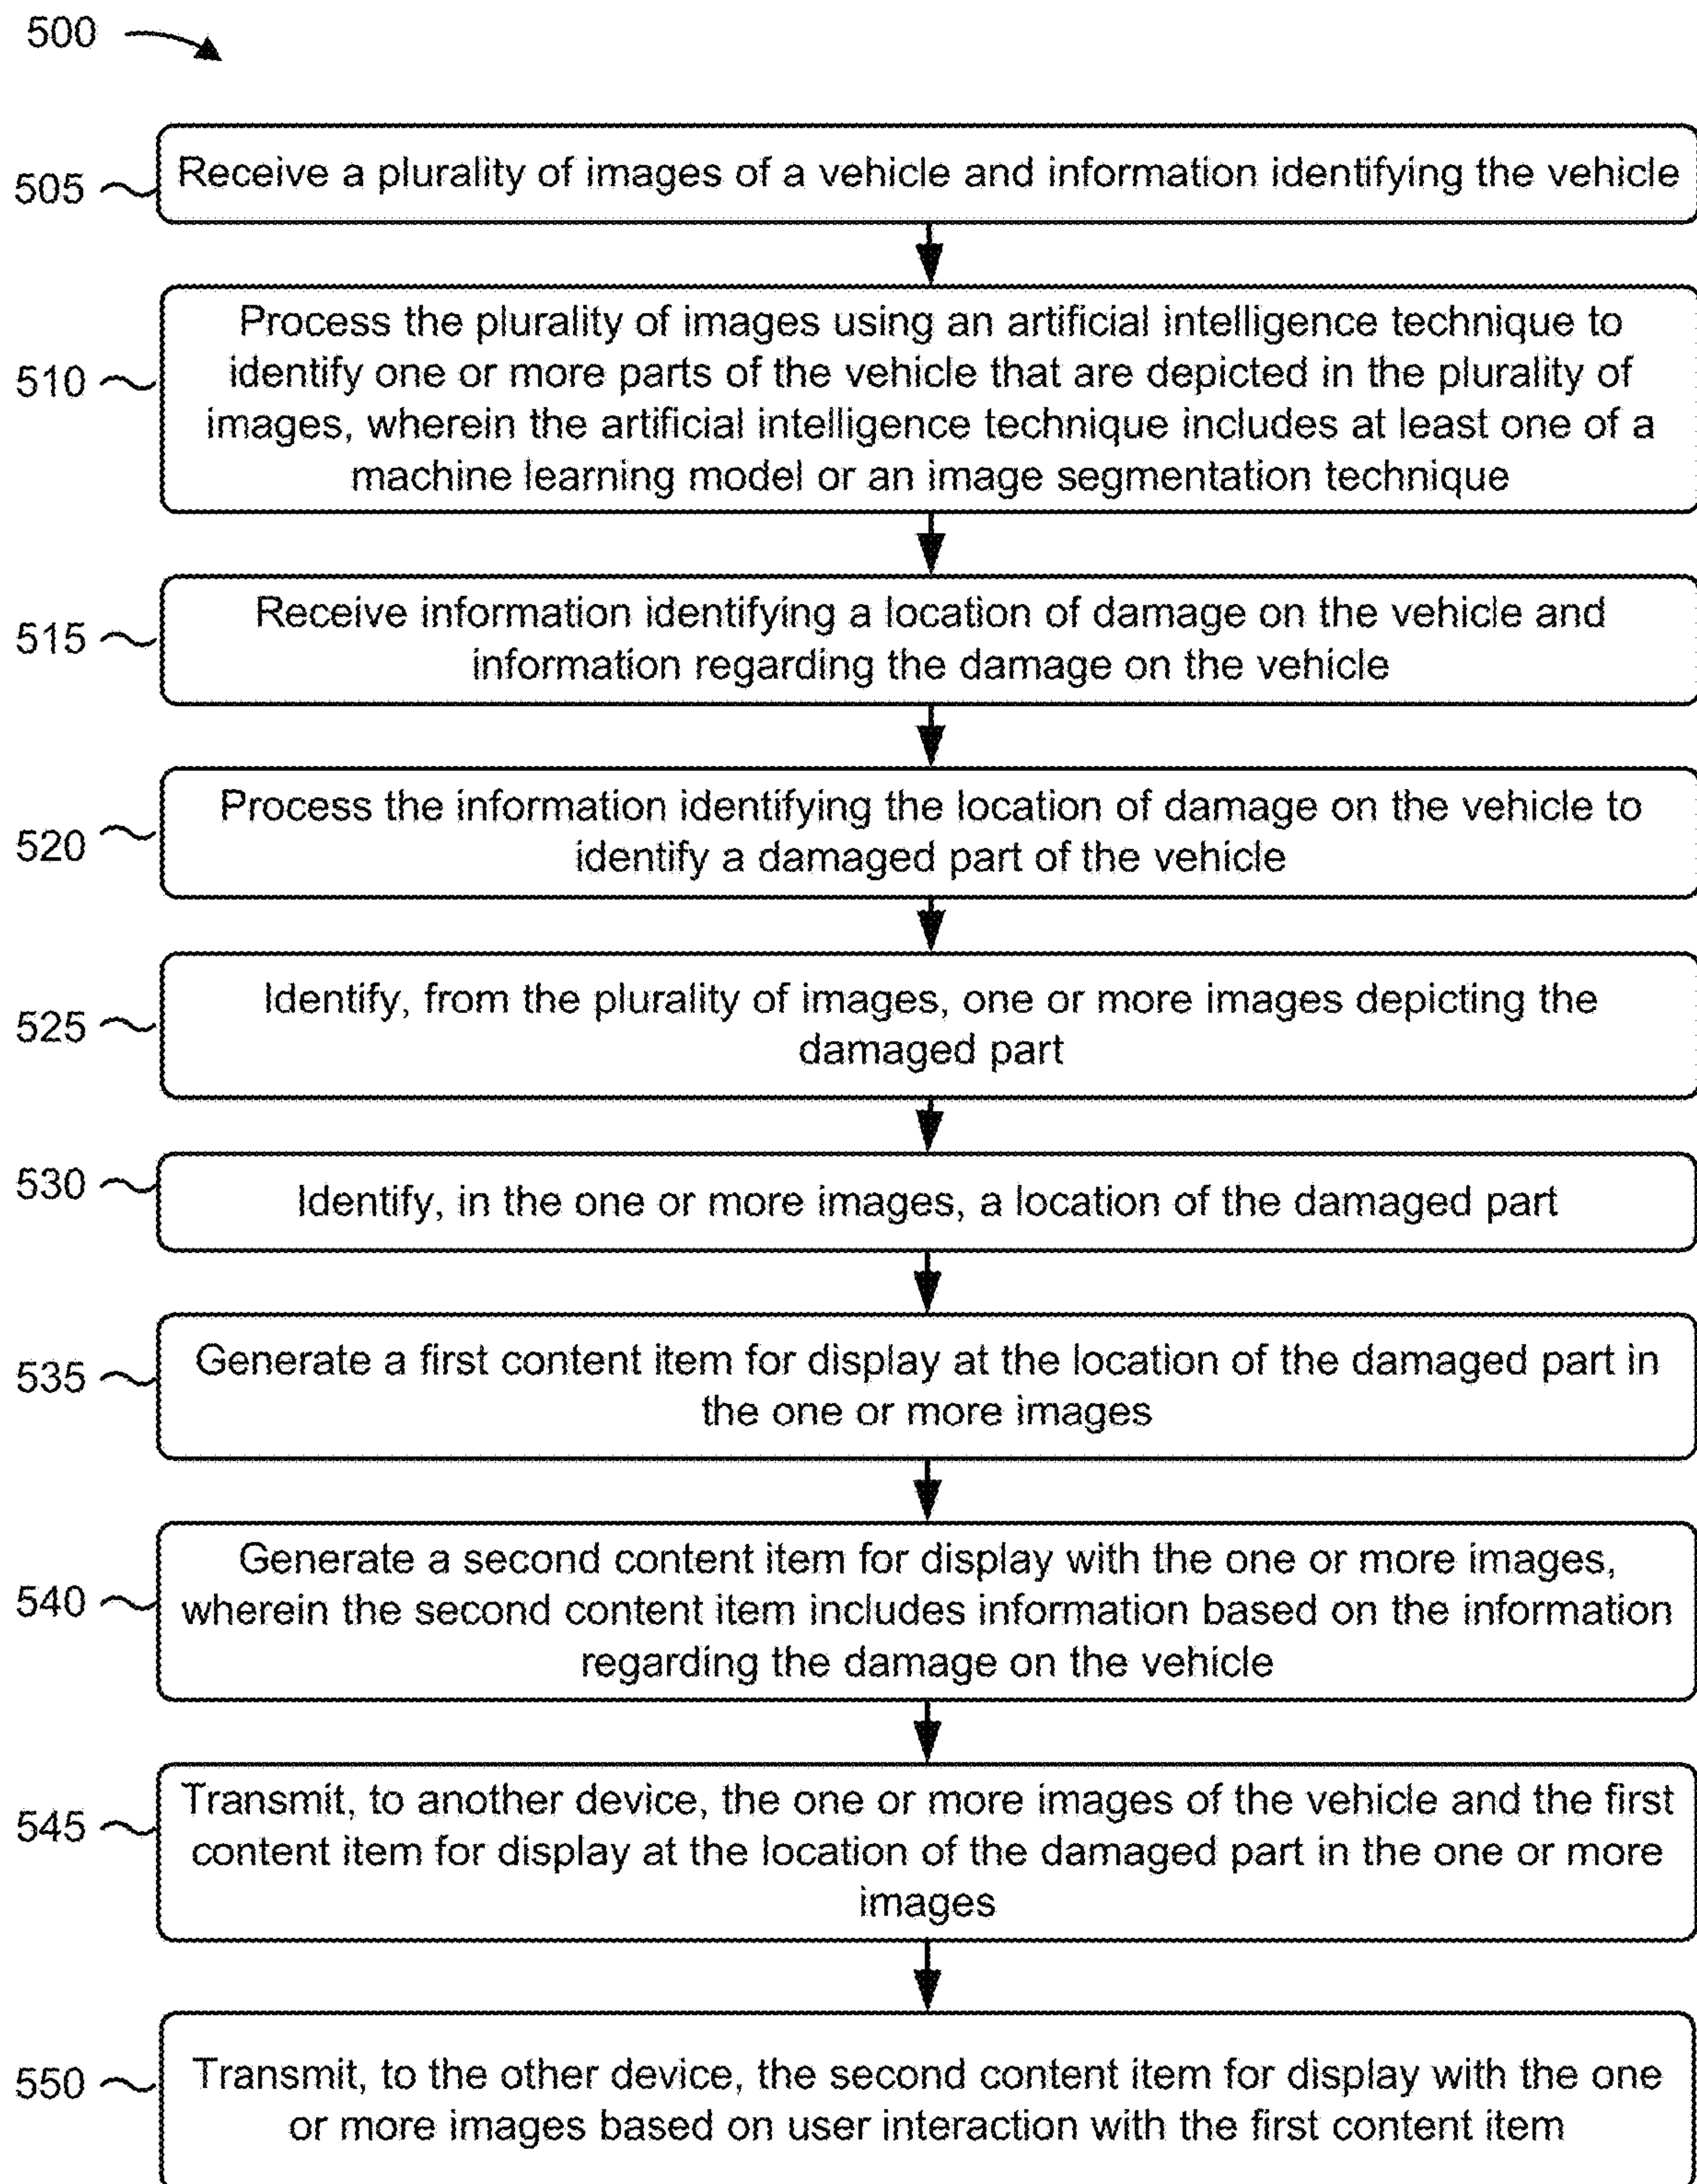 500
505
Receive a plurality of images of a vehicle and information identifying the vehicle
510
Process the plurality of images using an artificial intelligence technique to
identify one or more parts of the vehicle that are depicted in the plurality of
images, wherein the artificial intelligence technique includes at least one of a
machine learning model or an image segmentation technique
515
Receive information identifying a location of damage on the vehicle and
information regarding the damage on the vehicle
520
Process the information identifying the location of damage on the vehicle to
identify a damaged part of the vehicle
525
Identify, from the plurality of images, one or more images depicting the
damaged part
530
Identify, in the one or more images, a location of the damaged part
535
Generate a first content item for display at the location of the damaged part in
the one or more images
540
Generate a second content item for display with the one or more images,
wherein the second content item includes information based on the information
regarding the damage on the vehicle
545
Transmit, to another device, the one or more images of the vehicle and the first
content item for display at the location of the damaged part in the one or more
images
550
Transmit, to the other device, the second content item for display with the one
or more images based on user interaction with the first content item